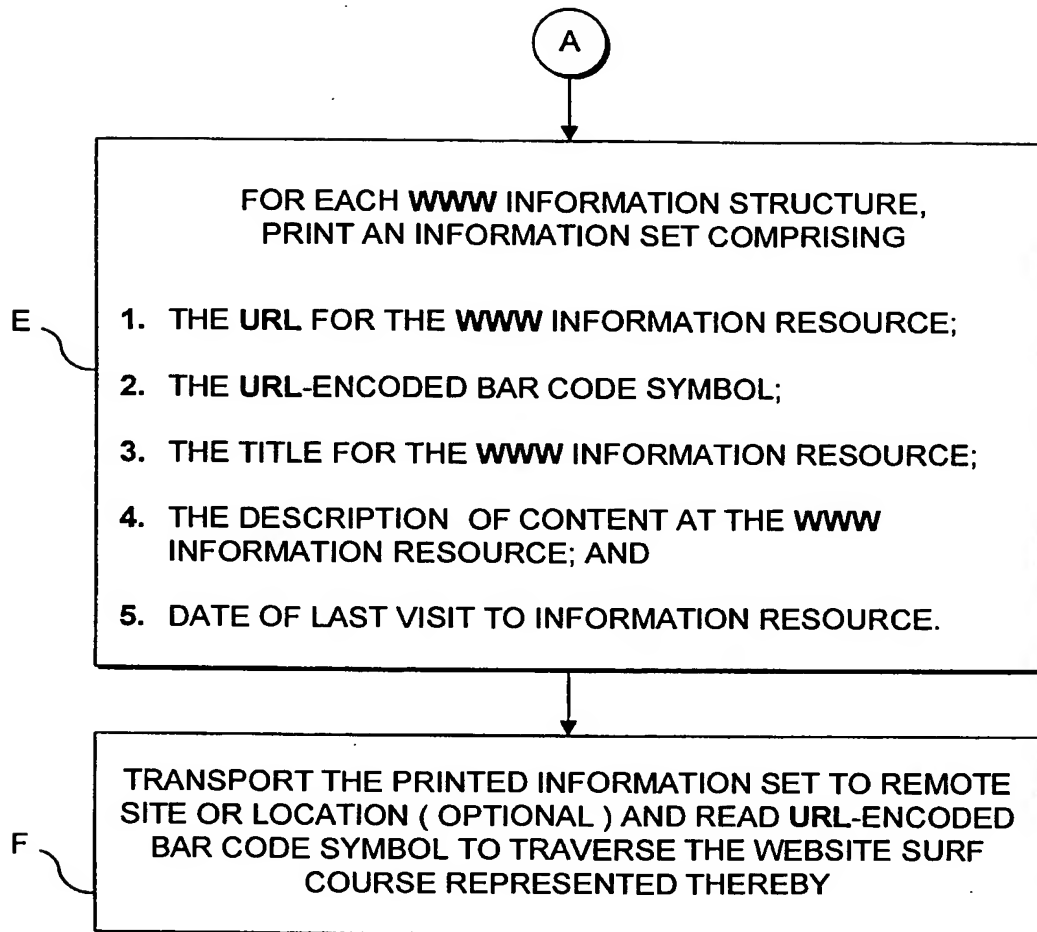 A
FOR EACH WWW INFORMATION STRUCTURE,
PRINT AN INFORMATION SET COMPRISING
E
1. THE URL FOR THE WWW INFORMATION RESOURCE;
2. THE URL-ENCODED BAR CODE SYMBOL;
3. THE TITLE FOR THE WWW INFORMATION RESOURCE;
4. THE DESCRIPTION OF CONTENT AT THE WWW
INFORMATION RESOURCE; AND
5. DATE OF LAST VISIT TO INFORMATION RESOURCE.
TRANSPORT THE PRINTED INFORMATION SET TO REMOTE
SITE OR LOCATION ( OPTIONAL ) AND READ URL-ENCODED
F
BAR CODE SYMBOL TO TRAVERSE THE WEBSITE SURF
COURSE REPRESENTED THEREBY